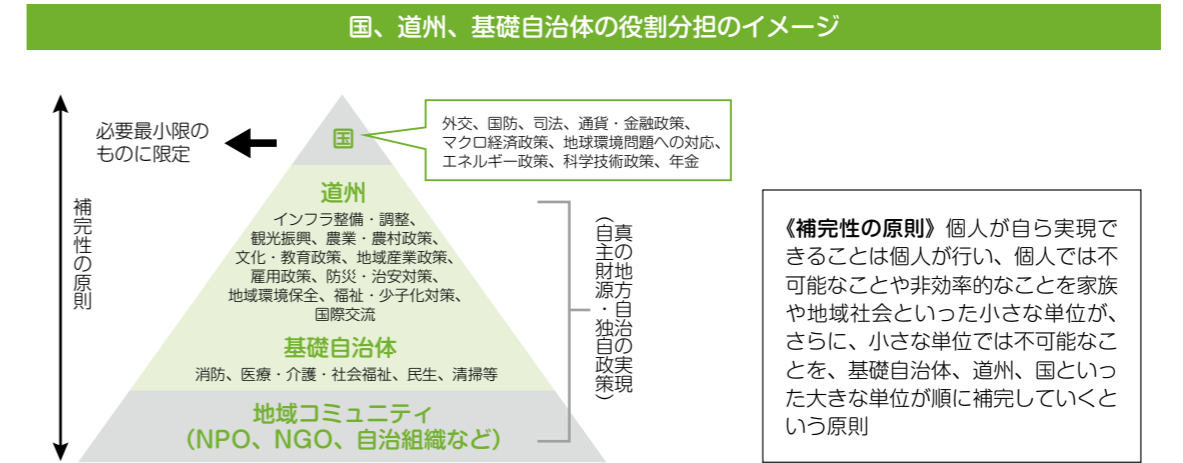 国、道州、基礎自治体の役割分担のイメージ
必要最小限の
ものに限定
補完性の原則
国
外交、国防、司法、通貨・金融政策、
マクロ経済政策、地球環境問題への対応、
エネルギー政策、科学技術政策、年金
道州
インフラ整備・調整、
観光振興、農業・農村政策、
文化・教育政策、地域産業政策、
雇用政策、防災・治安対策、
地域環境保全、福祉・少子化対策、
国際交流
基礎自治体
消防、医療・介護・社会福祉、民生、清掃等
地域コミュニティ
（NPO、NGO、自治組織など）
真の地方自治の実現
（自主財源・独自政策）
《補完性の原則》個人が自ら実現で
きることは個人が行い、個人では不
可能なことや非効率的なことを家族
や地域社会といった小さな単位が、
さらに、小さな単位では不可能なこ
とを、基礎自治体、道州、国といっ
た大きな単位が順に補完していくと
いう原則